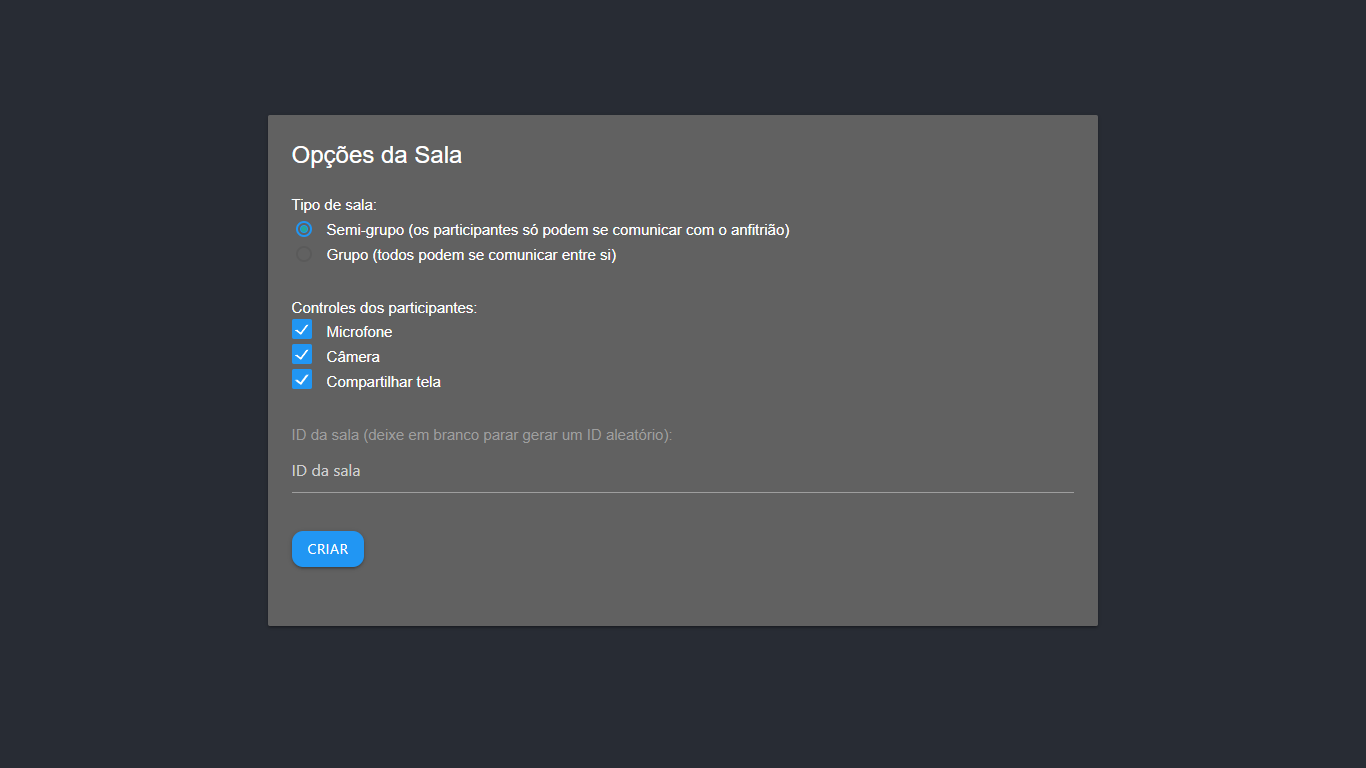 Opções da Sala
Tipo de sala:
Semi-grupo (os participantes só podem se comunicar com o anfitrião)
Grupo (todos podem se comunicar entre si)
Controles dos participantes:
Microfone
Câmera
Compartilhar tela
ID da sala (deixe em branco parar gerar um ID aleatório):
ID da sala
CRIAR